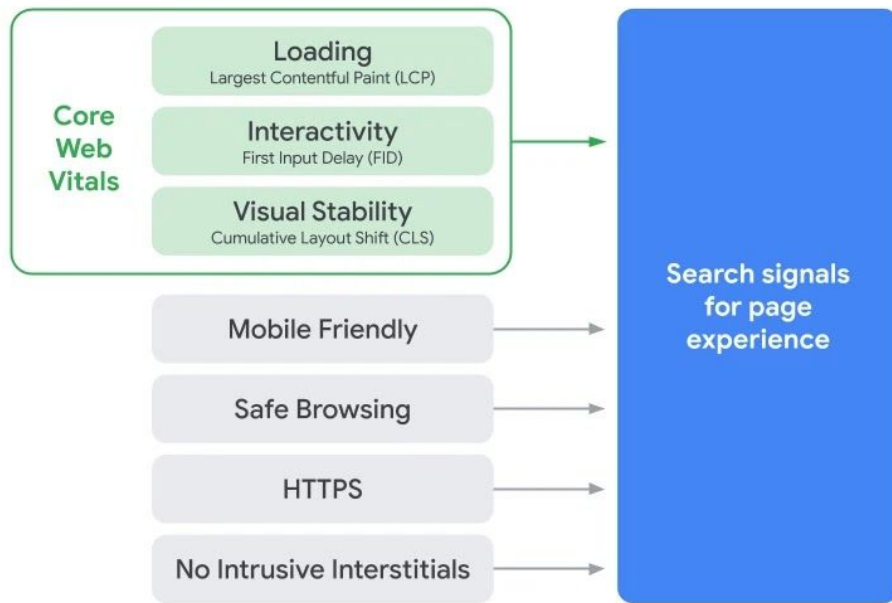 Core
Web
Vitals
Loading
Largest Contentful Paint (LCP)
Interactivity
First Input Delay (FID)
Visual Stability
Cumulative Layout Shift (CLS)
Mobile Friendly
Safe Browsing
HTTPS
No Intrusive Interstitials
Search signals
for page
experience